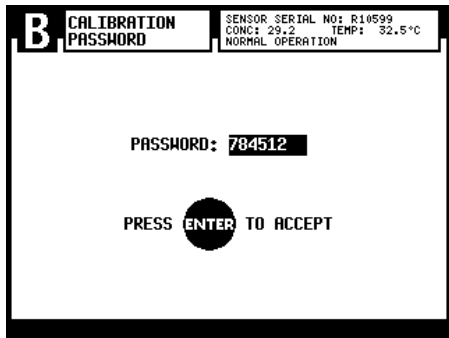 B
CALIBRATION
PASSWORD
SENSOR SERIAL NO: R10599
CONC: 29.2 TEMP: 32.5°C
NORMAL OPERATION
PASSWORD: 784512
PRESS ENTER TO ACCEPT